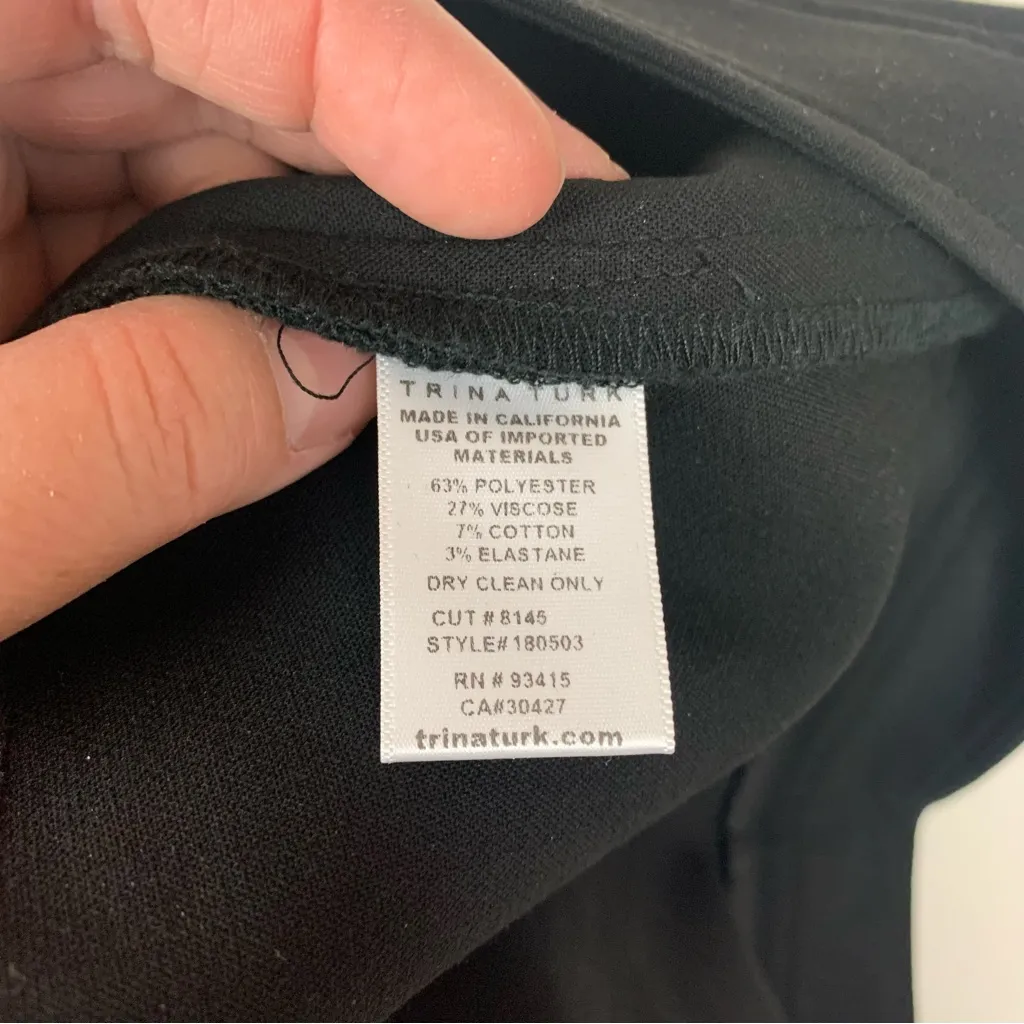 TRINA TURK
MADE IN CALIFORNIA
USA OF IMPORTED
MATERIALS
63% POLYESTER
27% VISCOSE
7% COTTON
3% ELASTANE
DRY CLEAN ONLY
CUT # 8145
STYLE# 180503
RN # 93415
CA#30427
trinaturk.com